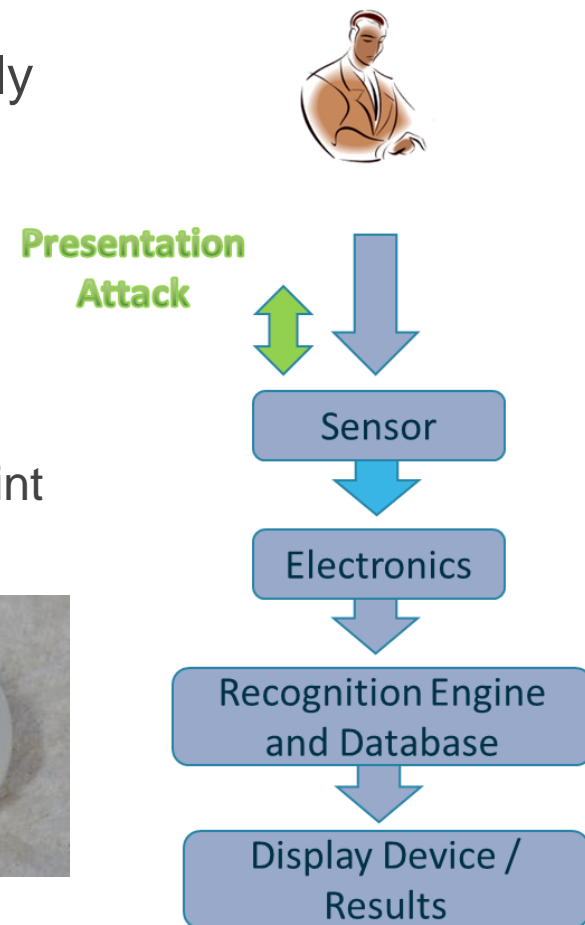 Presentation
Attack
Sensor
Electronics
Recognition Engine
and Database
Display Device /
Results